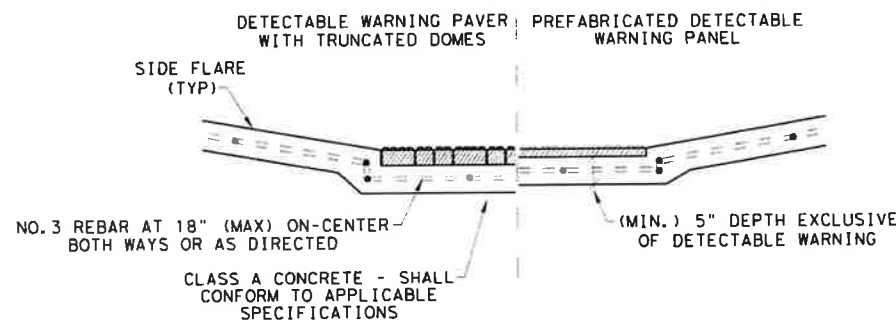 DETECTABLE WARNING PAVER
WITH TRUNCATED DOMES
PREFABRICATED DETECTABLE
WARNING PANEL
SIDE FLARE
(TYP)
NO.3 REBAR AT 18" (MAX) ON-CENTER
BOTH WAYS OR AS DIRECTED
(MIN.) 5" DEPTH EXCLUSIVE
OF DETECTABLE WARNING
CLASS A CONCRETE - SHALL
CONFORM TO APPLICABLE
SPECIFICATIONS